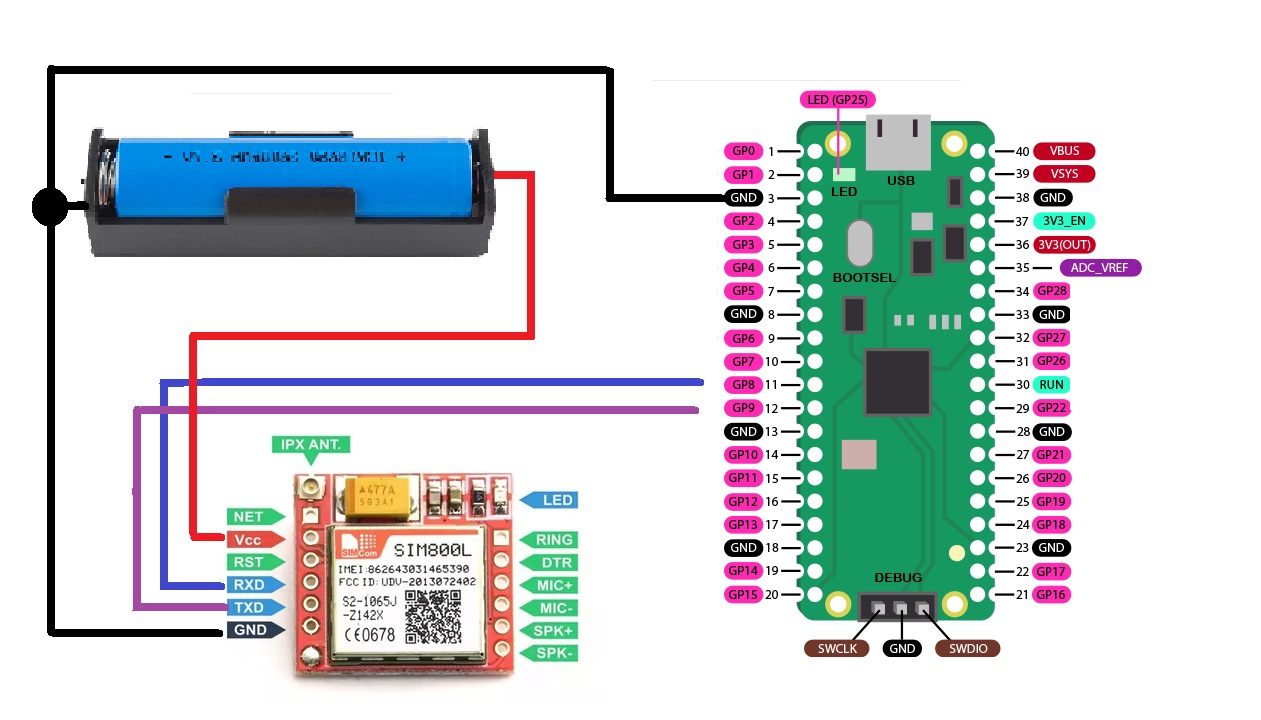 LED (GP25)
- +
LED
USB
BOOTSEL
DEBUG
GP0 1
GP1 2
GND 3
GP2 4
GP3 5
GP4 6
GP5 7
GND 8
GP6 9
GP7 10
GP8 11
GP9 12
GND 13
GP10 14
GP11 15
GP12 16
GP13 17
GND 18
GP14 19
GP15 20
40 VBUS
39 VSYS
38 GND
37 3V3_EN
36 3V3(OUT)
35 ADC_VREF
34 GP28
33 GND
32 GP27
31 GP26
30 RUN
29 GP22
28 GND
27 GP21
26 GP20
25 GP19
24 GP18
23 GND
22 GP17
21 GP16
SWCLK
GND
SWDIO
IPX ANT.
NET
Vcc
RST
RXD
TXD
GND
477A
5G3A1
SIMCom
SIM800L
IMEI:862643031465390
FCC ID: UDV-2013072402
S2-1065J
-Z142X
CE0678
LED
RING
DTR
MIC+
MIC-
SPK+
SPK-